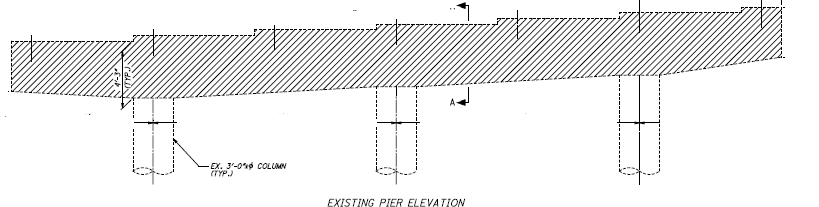 4'-3"
(TYP.)
A
EX. 3'-0"ø COLUMN
(TYP.)
EXISTING PIER ELEVATION